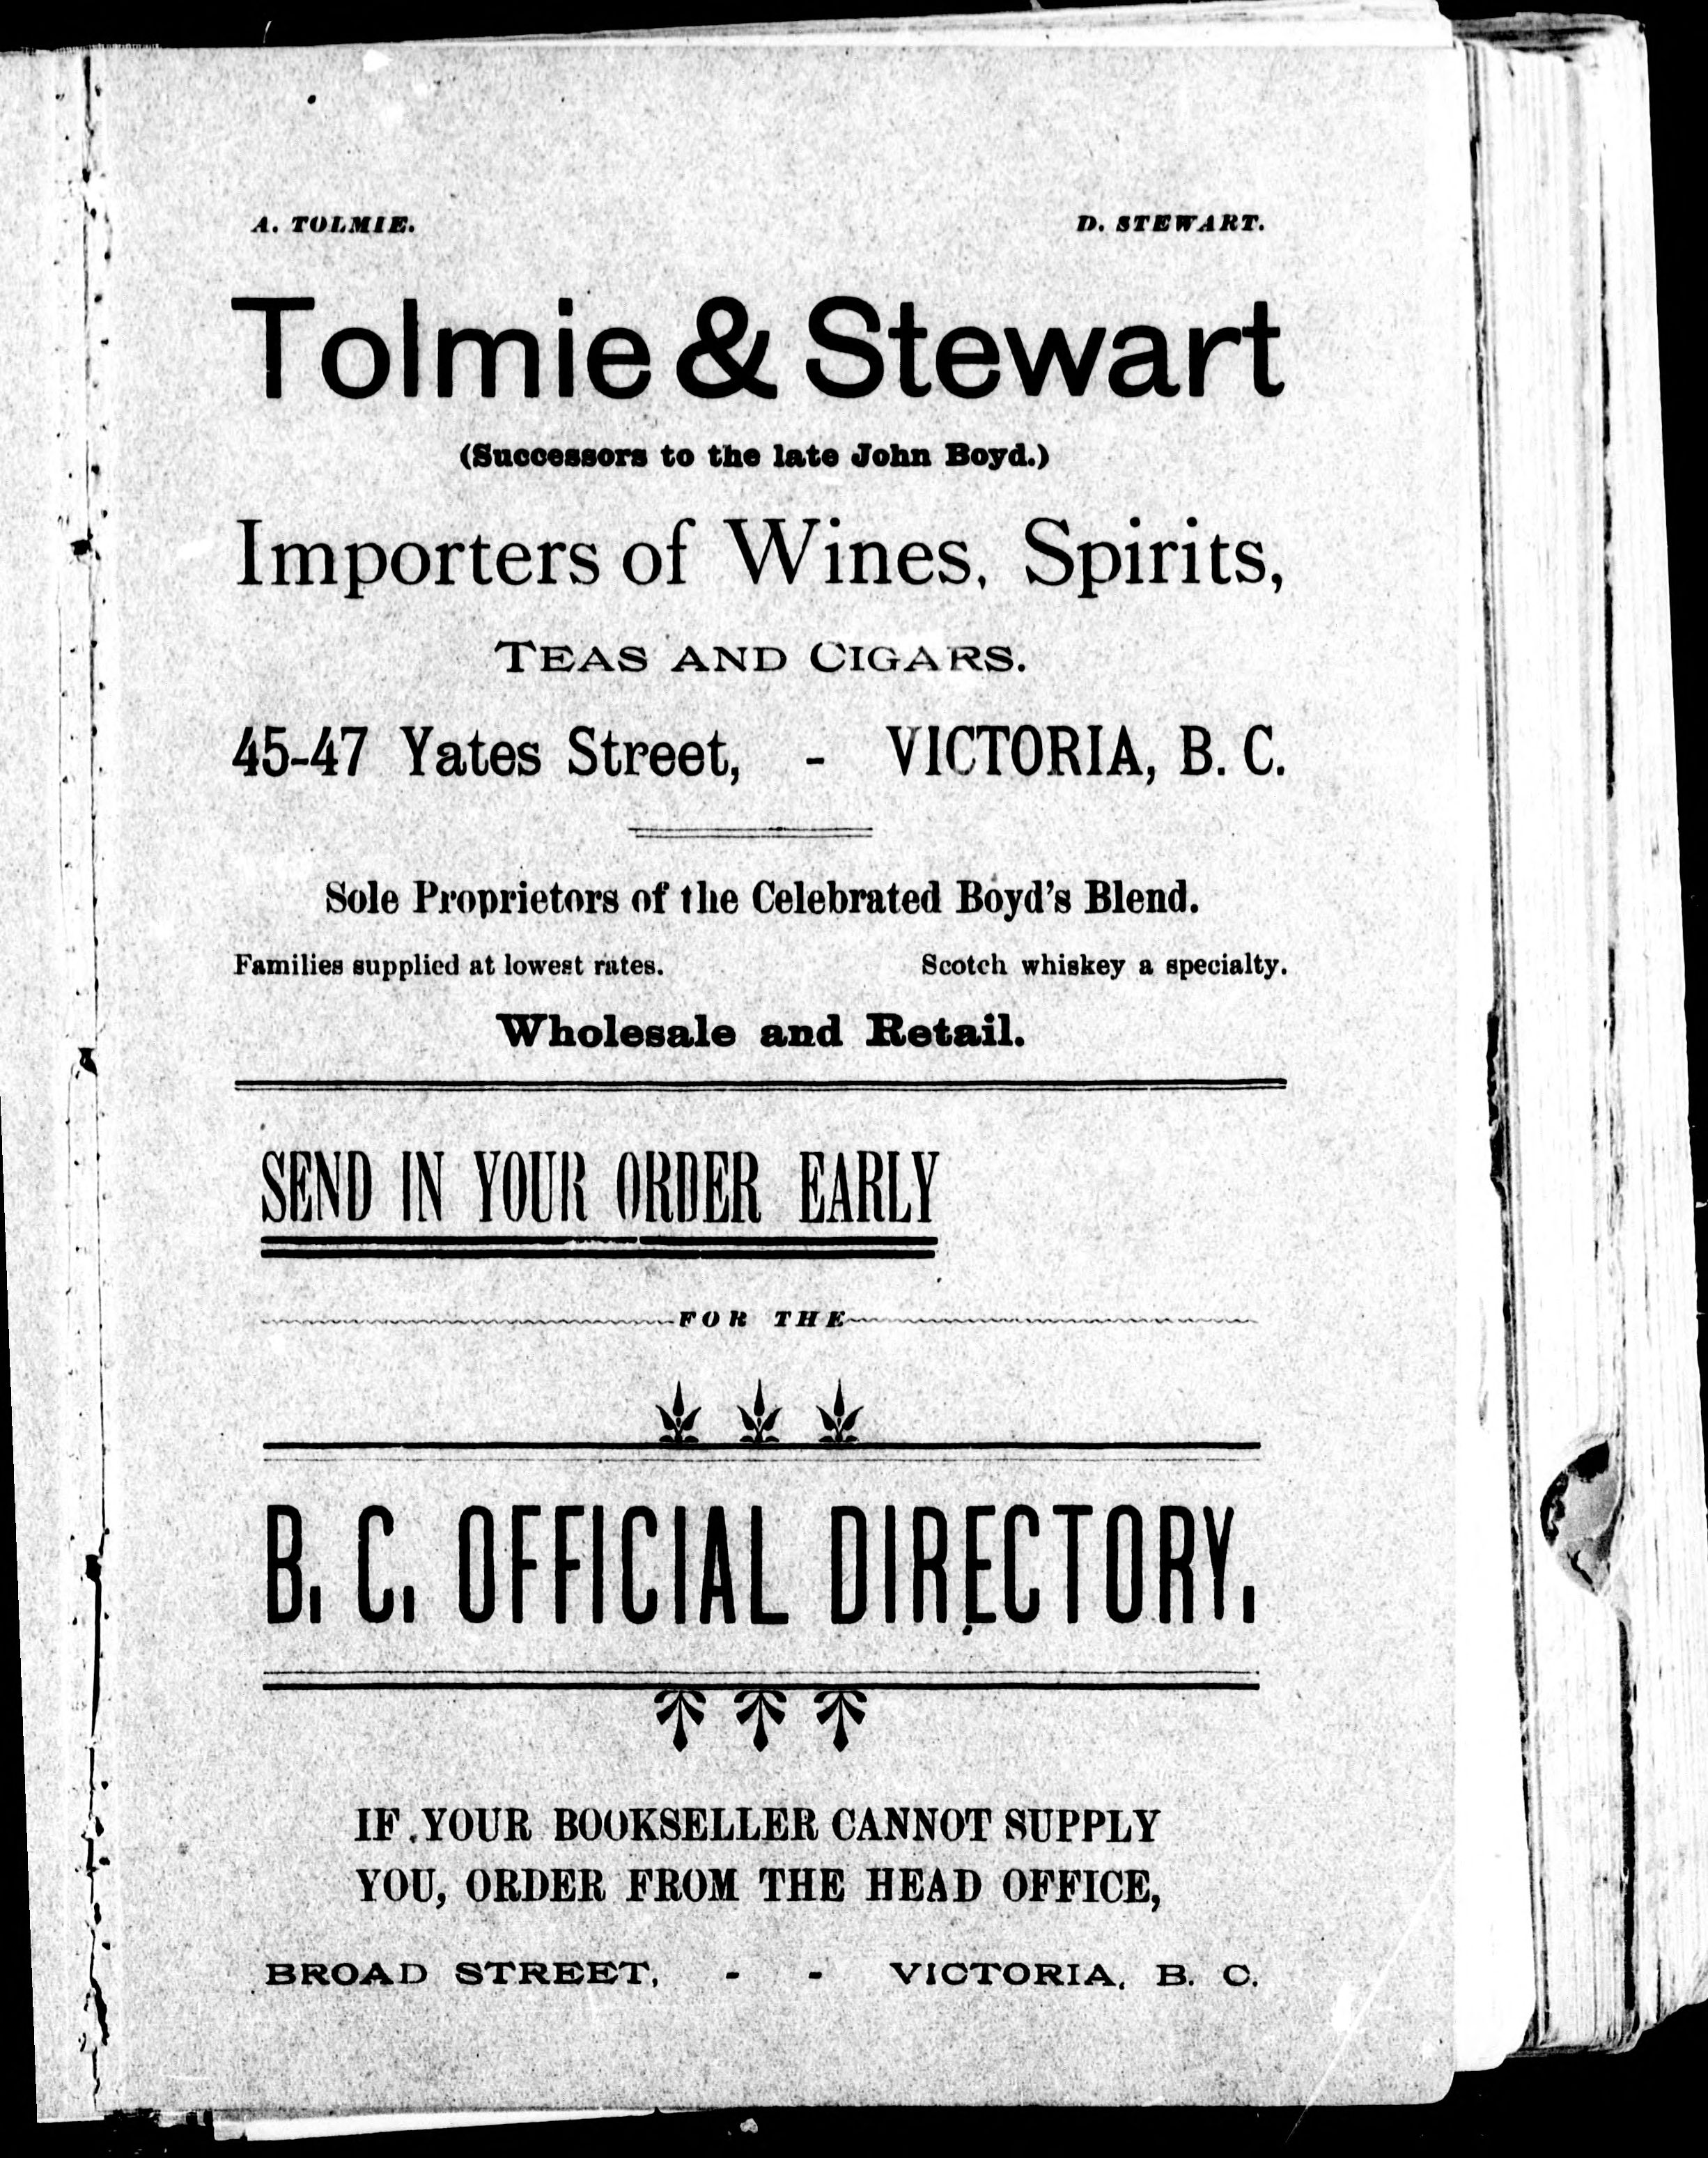 A. TOLMIE. D. STEWART.
Tolmie & Stewart
(Successors to the late John Boyd.)
Importers of Wines, Spirits,
TEAS AND CIGARS.
45-47 Yates Street, - VICTORIA, B. C.
Sole Proprietors of the Celebrated Boyd's Blend.
Families supplied at lowest rates. Scotch whiskey a specialty.
Wholesale and Retail.
SEND IN YOUR ORDER EARLY
FOR THE
B. C. OFFICIAL DIRECTORY.
IF YOUR BOOKSELLER CANNOT SUPPLY
YOU, ORDER FROM THE HEAD OFFICE,
BROAD STREET, - - VICTORIA, B. C.